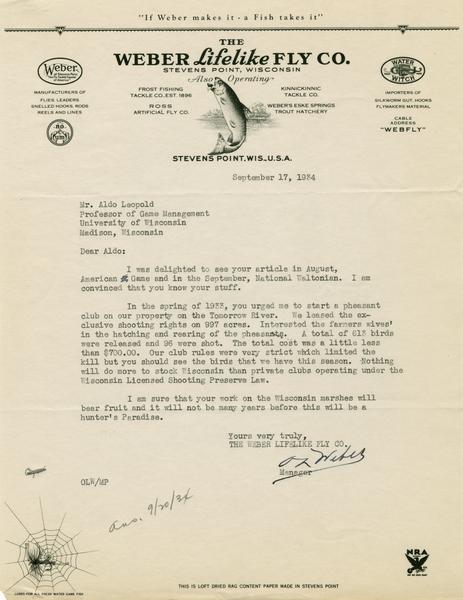 "If Weber makes it - a Fish takes it"
THE
WEBER Lifelike FLY CO.
STEVENS POINT, WISCONSIN
Also Operating
Weber
MANUFACTURERS OF
FLIES, LEADERS
SNELLED HOOKS, RODS
REELS AND LINES
FROST FISHING
TACKLE CO. EST. 1896
ROSS
ARTIFICIAL FLY CO.
KINNICKINNIC
TACKLE CO.
WEBER'S ESKE SPRINGS
TROUT HATCHERY
WATER
WITCH
IMPORTERS OF
SILKWORM GUT, HOOKS
FLYMAKERS MATERIAL
CABLE
ADDRESS
"WEBFLY"
STEVENS POINT, WIS., U.S.A.
September 17, 1934
Mr. Aldo Leopold
Professor of Game Management
University of Wisconsin
Madison, Wisconsin
Dear Aldo:
I was delighted to see your article in August,
American Game and in the September, National Waltonian. I am
convinced that you know your stuff.
In the spring of 1933, you urged me to start a pheasant
club on our property on the Tomorrow River. We leased the ex-
clusive shooting rights on 997 acres. Interested the farmers wives'
in the hatching and rearing of the pheasants. A total of 613 birds
were released and 96 were shot. The total cost was a little less
than $700.00. Our club rules were very strict which limited the
kill but you should see the birds that we have this season. Nothing
will do more to stock Wisconsin than private clubs operating under the
Wisconsin Licensed Shooting Preserve Law.
I am sure that your work on the Wisconsin marshes will
bear fruit and it will not be many years before this will be a
hunter's Paradise.
Yours very truly,
THE WEBER LIFELIKE FLY CO.
O L Weber
Manager
OLW/MP
Ans. 9/20/34
LURES FOR ALL FRESH WATER GAME FISH
THIS IS LOFT DRIED RAG CONTENT PAPER MADE IN STEVENS POINT
NRA
WE DO OUR PART